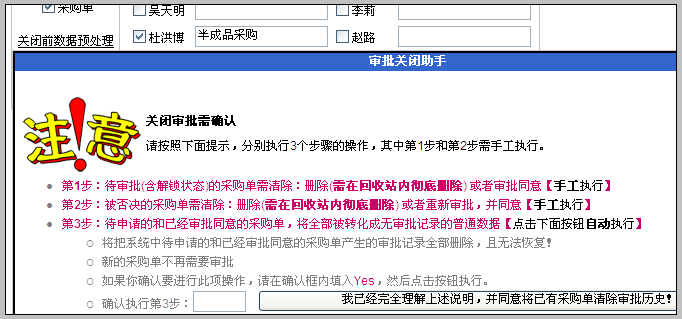 采购单 吴天明 李莉
关闭前数据预处理 杜洪博 半成品采购 赵路
审批关闭助手
注意
关闭审批需确认
请按照下面提示，分别执行3个步骤的操作，其中第1步和第2步需手工执行。
第1步：待审批(含解锁状态)的采购单需清除：删除(需在回收站内彻底删除) 或者审批同意【手工执行】
第2步：被否决的采购单需清除：删除(需在回收站内彻底删除) 或者重新审批，并同意【手工执行】
第3步：待申请的和已经审批同意的采购单，将全部被转化成无审批记录的普通数据【点击下面按钮自动执行】
将把系统中待申请的和已经审批同意的采购单产生的审批记录全部删除，且无法恢复！
新的采购单不再需要审批
如果你确认要进行此项操作，请在确认框内填入Yes，然后点击按钮执行。
确认执行第3步： 我已经完全理解上述说明，并同意将已有采购单清除审批历史！